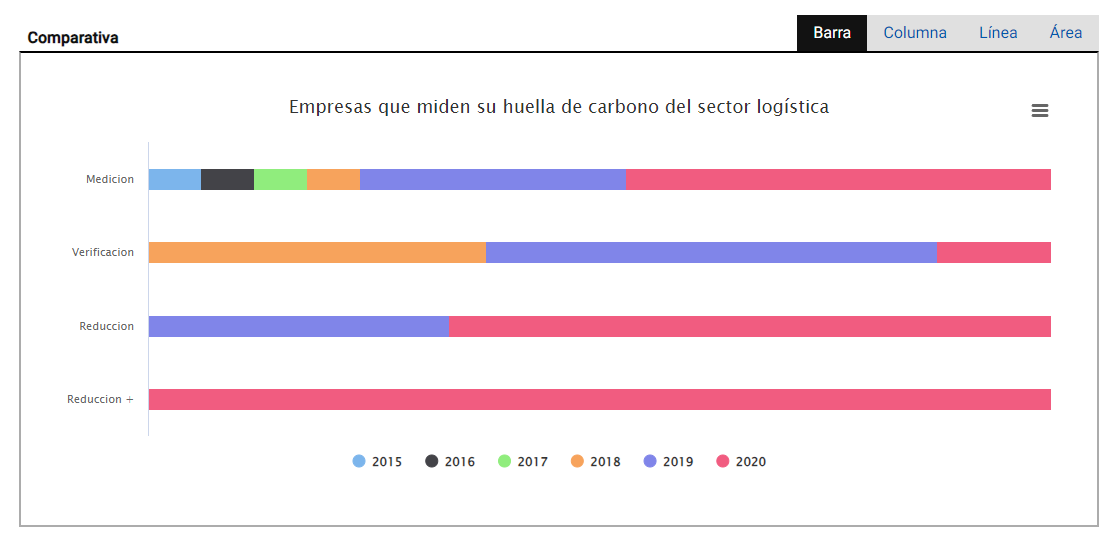 Comparativa
Barra Columna Línea Área
Empresas que miden su huella de carbono del sector logística
Medicion
Verificacion
Reduccion
Reduccion +
2015 2016 2017 2018 2019 2020